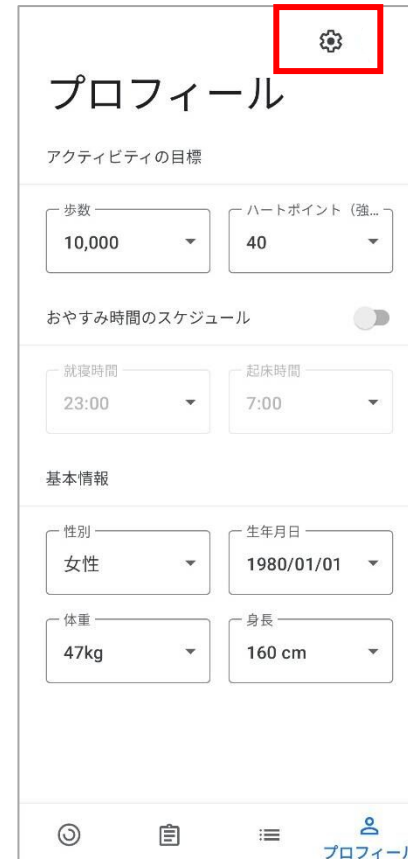 プロフィール
アクティビティの目標
歩数
ハートポイント（強...
10,000
40
おやすみ時間のスケジュール
就寝時間
起床時間
23:00
7:00
基本情報
性別
生年月日
女性
1980/01/01
体重
身長
47kg
160 cm
プロフィール